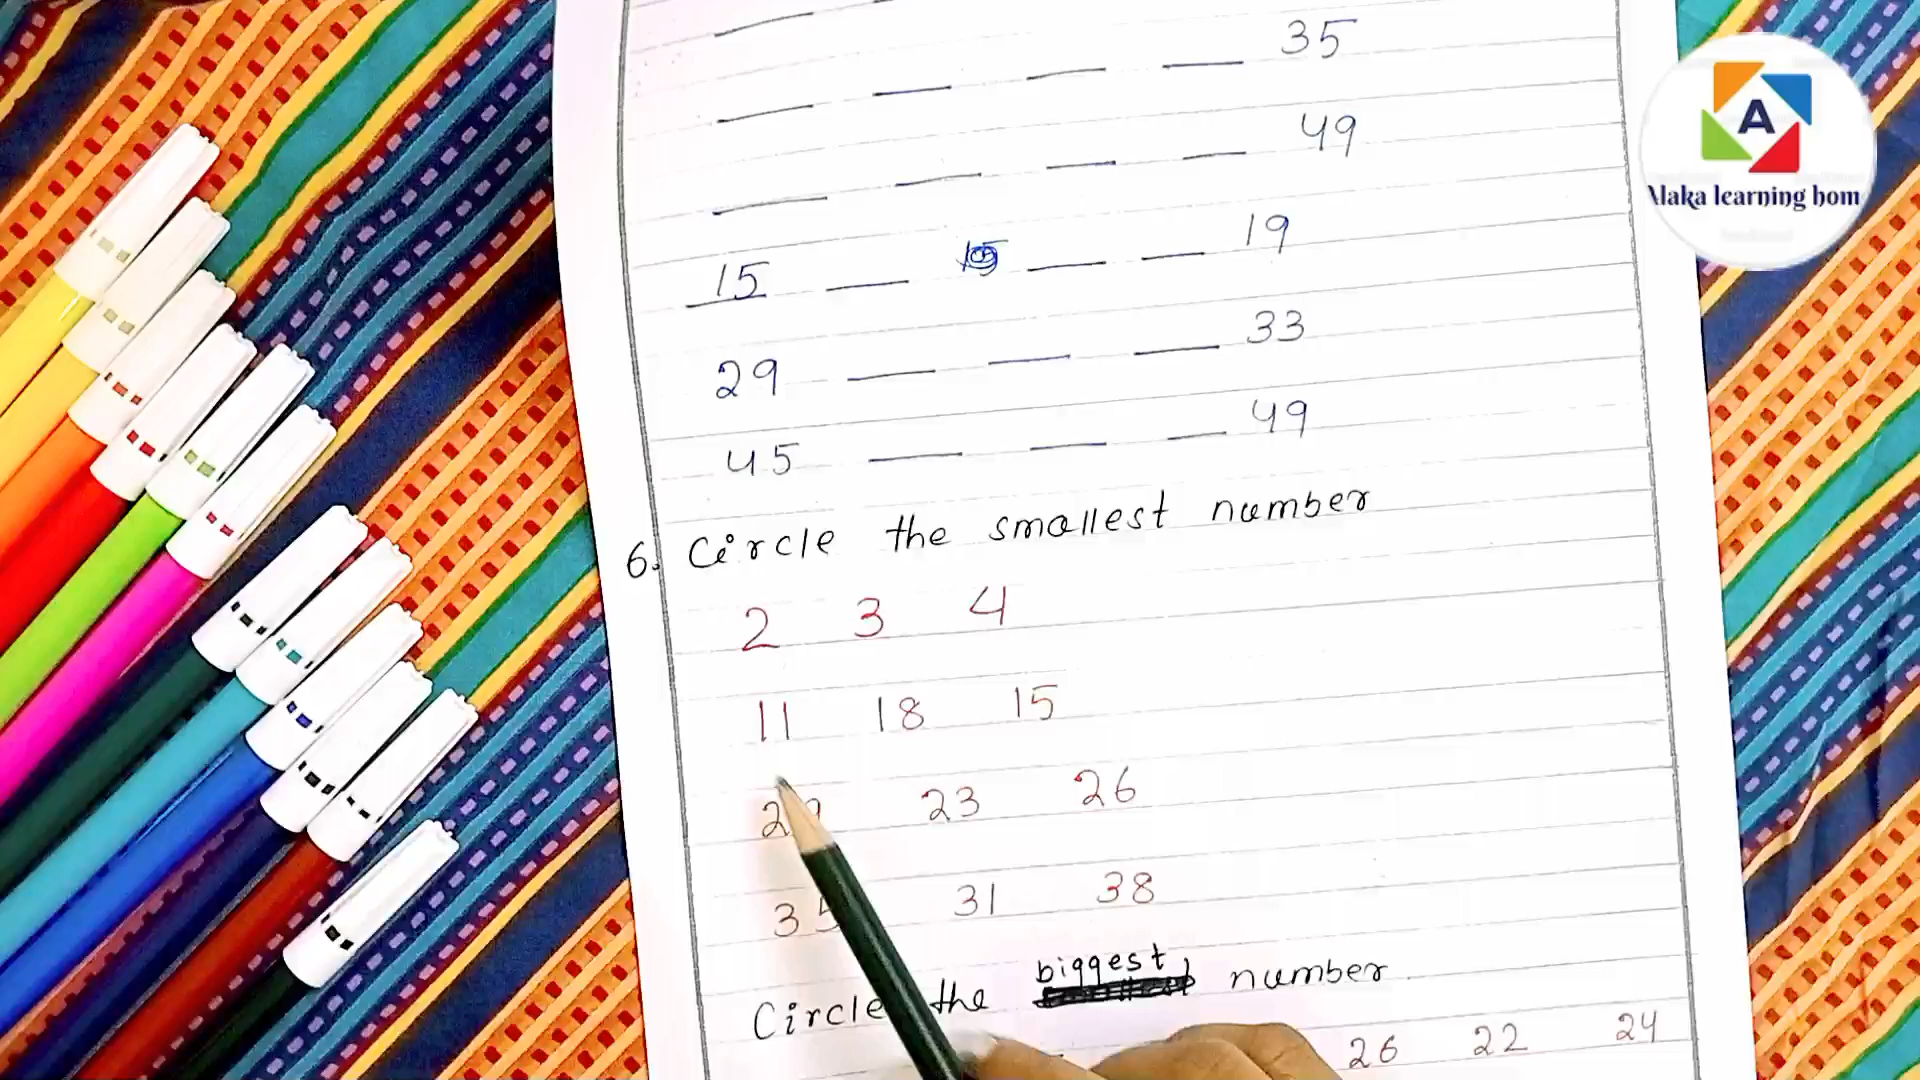 35
49
15 19
29 33
45 49
6. Circle the smallest number
2 3 4
11 18 15
23 26
31 38
Circle the biggest number
26 22 24
A
Alaka learning hom